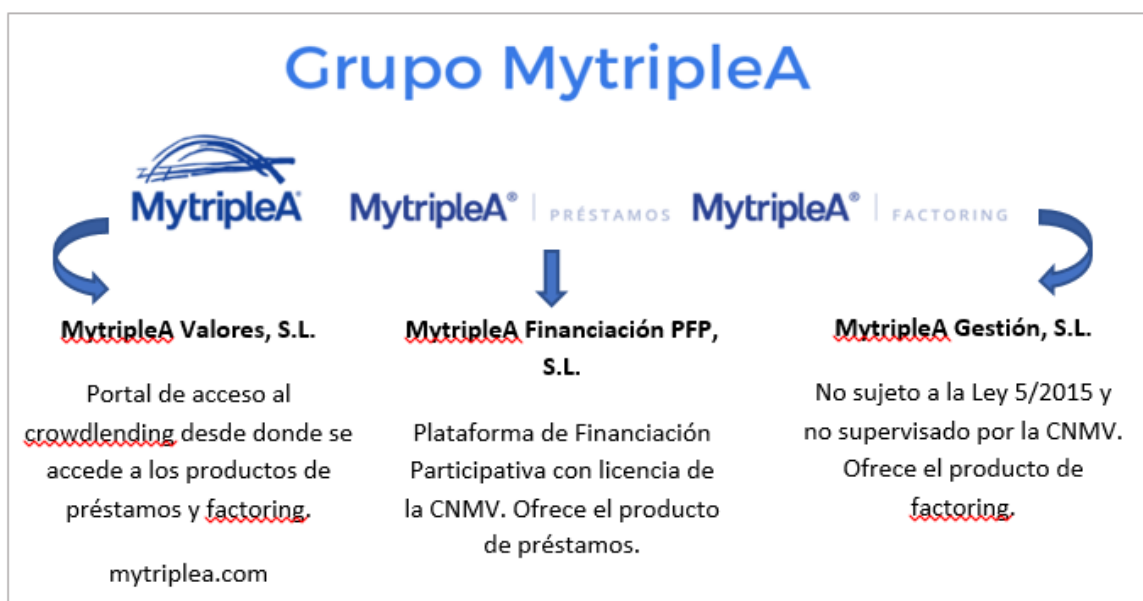 Grupo MytripleA
MytripleA
MytripleA® | PRÉSTAMOS
MytripleA® | FACTORING
MytripleA Valores, S.L.
Portal de acceso al
crowdlending desde donde se
accede a los productos de
préstamos y factoring.
mytriplea.com
MytripleA Financiación PFP,
S.L.
Plataforma de Financiación
Participativa con licencia de
la CNMV. Ofrece el producto
de préstamos.
MytripleA Gestión, S.L.
No sujeto a la Ley 5/2015 y
no supervisado por la CNMV.
Ofrece el producto de
factoring.